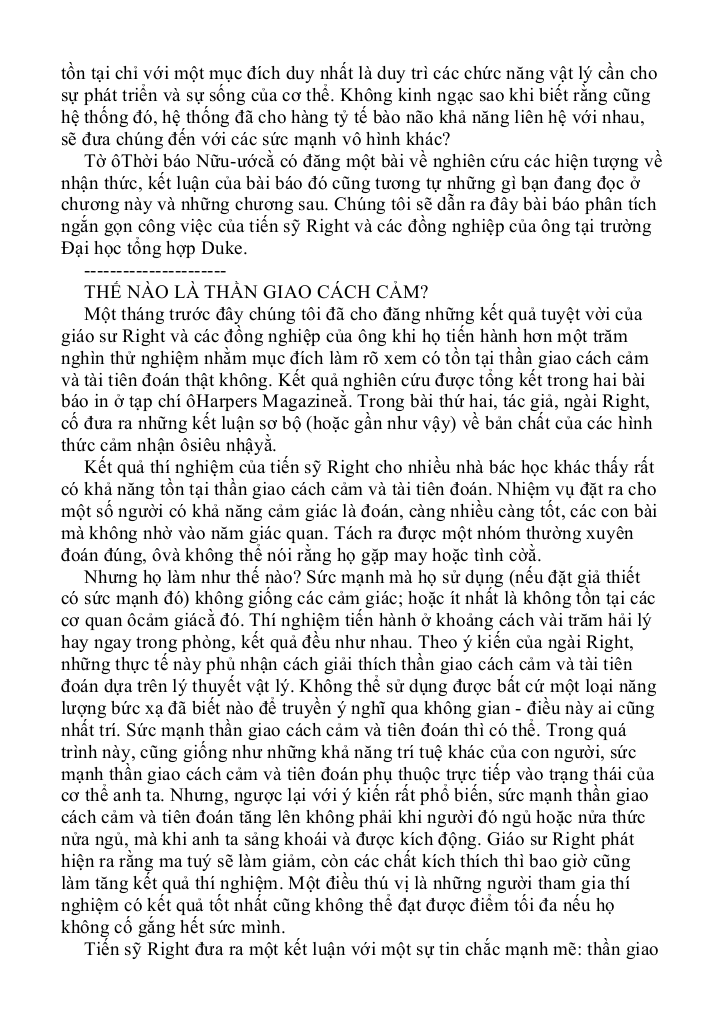 tồn tại chỉ với một mục đích duy nhất là duy trì các chức năng vật lý cần cho
sự phát triển và sự sống của cơ thể. Không kinh ngạc sao khi biết rằng cũng
hệ thống đó, hệ thống đã cho hàng tỷ tế bào não khả năng liên hệ với nhau,
sẽ đưa chúng đến với các sức mạnh vô hình khác?
Tờ ôThời báo Nữu-ướcằ có đăng một bài về nghiên cứu các hiện tượng về
nhận thức, kết luận của bài báo đó cũng tương tự những gì bạn đang đọc ở
chương này và những chương sau. Chúng tôi sẽ dẫn ra đây bài báo phân tích
ngắn gọn công việc của tiến sỹ Right và các đồng nghiệp của ông tại trường
Đại học tổng hợp Duke.
----------------------
THẾ NÀO LÀ THẦN GIAO CÁCH CẢM?
Một tháng trước đây chúng tôi đã cho đăng những kết quả tuyệt vời của
giáo sư Right và các đồng nghiệp của ông khi họ tiến hành hơn một trăm
nghìn thử nghiệm nhằm mục đích làm rõ xem có tồn tại thần giao cách cảm
và tài tiên đoán thật không. Kết quả nghiên cứu được tổng kết trong hai bài
báo in ở tạp chí ôHarpers Magazineằ. Trong bài thứ hai, tác giả, ngài Right,
cố đưa ra những kết luận sơ bộ (hoặc gần như vậy) về bản chất của các hình
thức cảm nhận ôsiêu nhậyằ.
Kết quả thí nghiệm của tiến sỹ Right cho nhiều nhà bác học khác thấy rất
có khả năng tồn tại thần giao cách cảm và tài tiên đoán. Nhiệm vụ đặt ra cho
một số người có khả năng cảm giác là đoán, càng nhiều càng tốt, các con bài
mà không nhờ vào năm giác quan. Tách ra được một nhóm thường xuyên
đoán đúng, ôvà không thể nói rằng họ gặp may hoặc tình cờằ.
Nhưng họ làm như thế nào? Sức mạnh mà họ sử dụng (nếu đặt giả thiết
có sức mạnh đó) không giống các cảm giác; hoặc ít nhất là không tồn tại các
cơ quan ôcảm giácằ đó. Thí nghiệm tiến hành ở khoảng cách vài trăm hải lý
hay ngay trong phòng, kết quả đều như nhau. Theo ý kiến của ngài Right,
những thực tế này phủ nhận cách giải thích thần giao cách cảm và tài tiên
đoán dựa trên lý thuyết vật lý. Không thể sử dụng được bất cứ một loại năng
lượng bức xạ đã biết nào để truyền ý nghĩ qua không gian - điều này ai cũng
nhất trí. Sức mạnh thần giao cách cảm và tiên đoán thì có thể. Trong quá
trình này, cũng giống như những khả năng trí tuệ khác của con người, sức
mạnh thần giao cách cảm và tiên đoán phụ thuộc trực tiếp vào trạng thái của
cơ thể anh ta. Nhưng, ngược lại với ý kiến rất phổ biến, sức mạnh thần giao
cách cảm và tiên đoán tăng lên không phải khi người đó ngủ hoặc nửa thức
nửa ngủ, mà khi anh ta sảng khoái và được kích động. Giáo sư Right phát
hiện ra rằng ma tuý sẽ làm giảm, còn các chất kích thích thì bao giờ cũng
làm tăng kết quả thí nghiệm. Một điều thú vị là những người tham gia thí
nghiệm có kết quả tốt nhất cũng không thể đạt được điểm tối đa nếu họ
không cố gắng hết sức mình.
Tiến sỹ Right đưa ra một kết luận với một sự tin chắc mạnh mẽ: thần giao